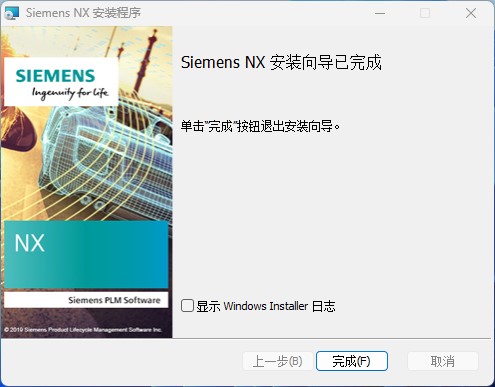 Siemens NX 安装程序
SIEMENS
Ingenuity for life
Siemens NX 安装向导已完成
单击“完成”按钮退出安装向导。
NX
Siemens PLM Software
显示 Windows Installer 日志
© 2019 Siemens Product Lifecycle Management Software Inc.
上一步(B)
完成(F)
取消